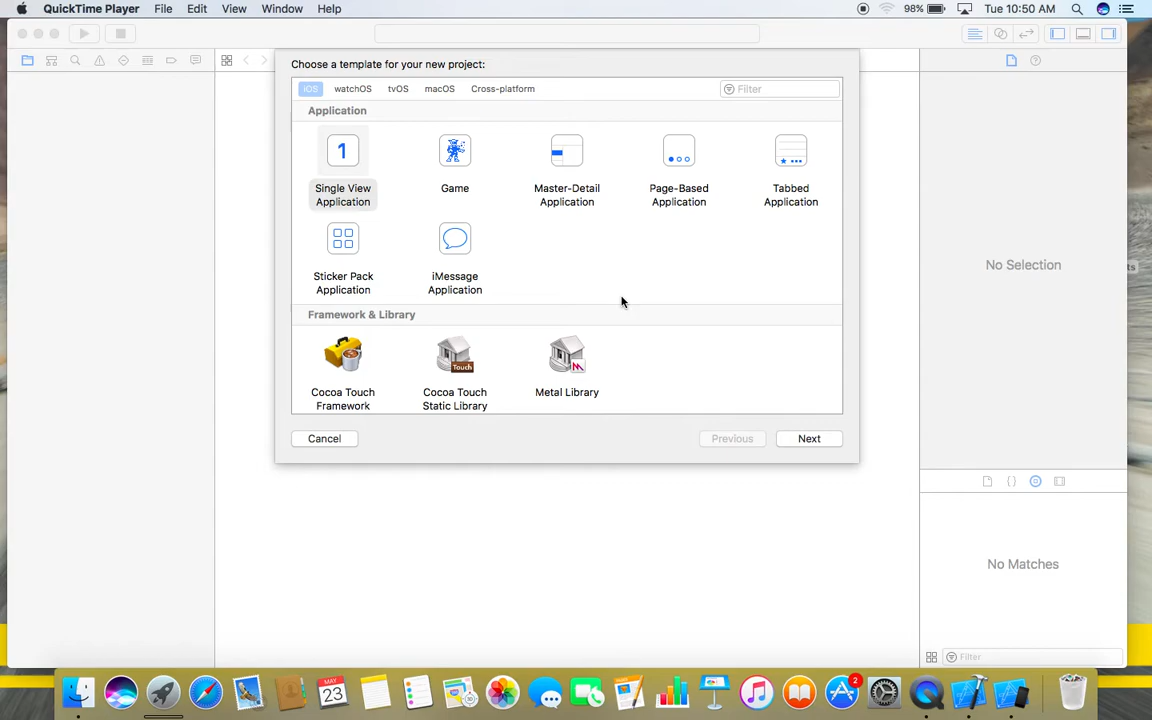 QuickTime Player File Edit View Window Help 98% Tue 10:50 AM
Choose a template for your new project:
iOS watchOS tvOS macOS Cross-platform Filter
Application
1
Single View Application
Game
Master-Detail Application
Page-Based Application
Tabbed Application
Sticker Pack Application
iMessage Application
Framework & Library
Cocoa Touch Framework
Touch
Cocoa Touch Static Library
Metal Library
Cancel Previous Next
No Selection
No Matches
Filter
MAY
23
2